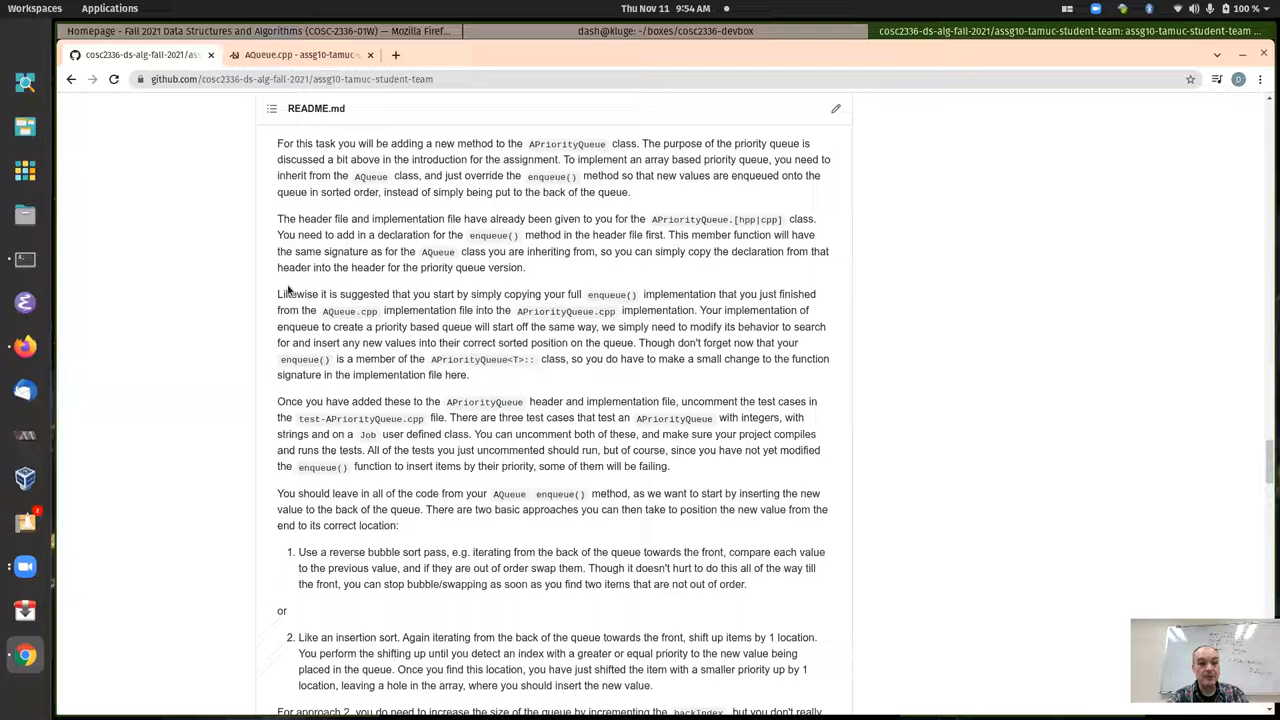 Workspaces Applications Thu Nov 11 9:54 AM 100 %
Homepage - Fall 2021 Data Structures and Algorithms (COSC-2336-01W) — Mozilla Firef... dash@kluge: ~/boxes/cosc2336-devbox cosc2336-ds-alg-fall-2021/assg10-tamuc-student-team: assg10-tamuc-student-team ...
cosc2336-ds-alg-fall-2021/ass AQueue.cpp - assg10-tamuc-st
github.com/cosc2336-ds-alg-fall-2021/assg10-tamuc-student-team
D
README.md
For this task you will be adding a new method to the APriorityQueue class. The purpose of the priority queue is
discussed a bit above in the introduction for the assignment. To implement an array based priority queue, you need to
inherit from the AQueue class, and just override the enqueue() method so that new values are enqueued onto the
queue in sorted order, instead of simply being put to the back of the queue.
The header file and implementation file have already been given to you for the APriorityQueue.[hpp|cpp] class.
You need to add in a declaration for the enqueue() method in the header file first. This member function will have
the same signature as for the AQueue class you are inheriting from, so you can simply copy the declaration from that
header into the header for the priority queue version.
Likewise it is suggested that you start by simply copying your full enqueue() implementation that you just finished
from the AQueue.cpp implementation file into the APriorityQueue.cpp implementation. Your implementation of
enqueue to create a priority based queue will start off the same way, we simply need to modify its behavior to search
for and insert any new values into their correct sorted position on the queue. Though don't forget now that your
enqueue() is a member of the APriorityQueue<T>:: class, so you do have to make a small change to the function
signature in the implementation file here.
Once you have added these to the APriorityQueue header and implementation file, uncomment the test cases in
the test-APriorityQueue.cpp file. There are three test cases that test an APriorityQueue with integers, with
strings and on a Job user defined class. You can uncomment both of these, and make sure your project compiles
and runs the tests. All of the tests you just uncommented should run, but of course, since you have not yet modified
the enqueue() function to insert items by their priority, some of them will be failing.
You should leave in all of the code from your AQueue enqueue() method, as we want to start by inserting the new
value to the back of the queue. There are two basic approaches you can then take to position the new value from the
end to its correct location:
1. Use a reverse bubble sort pass, e.g. iterating from the back of the queue towards the front, compare each value
to the previous value, and if they are out of order swap them. Though it doesn't hurt to do this all of the way till
the front, you can stop bubble/swapping as soon as you find two items that are not out of order.
or
2. Like an insertion sort. Again iterating from the back of the queue towards the front, shift up items by 1 location.
You perform the shifting up until you detect an index with a greater or equal priority to the new value being
placed in the queue. Once you find this location, you have just shifted the item with a smaller priority up by 1
location, leaving a hole in the array, where you should insert the new value.
For approach 2, you do need to increase the size of the queue by incrementing the backIndex, but you don't really
2